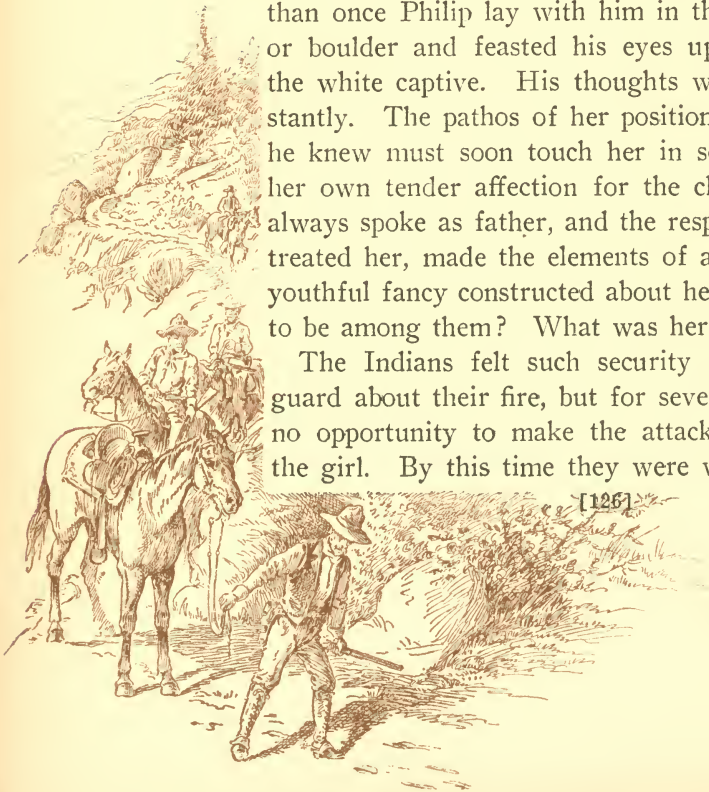 than once Philip lay with him in th
or boulder and feasted his eyes up
the white captive. His thoughts w
stantly. The pathos of her position
he knew must soon touch her in s
her own tender affection for the c
always spoke as father, and the resp
treated her, made the elements of a
youthful fancy constructed about he
to be among them? What was her
The Indians felt such security
guard about their fire, but for seve
no opportunity to make the attack
the girl. By this time they were
[126]